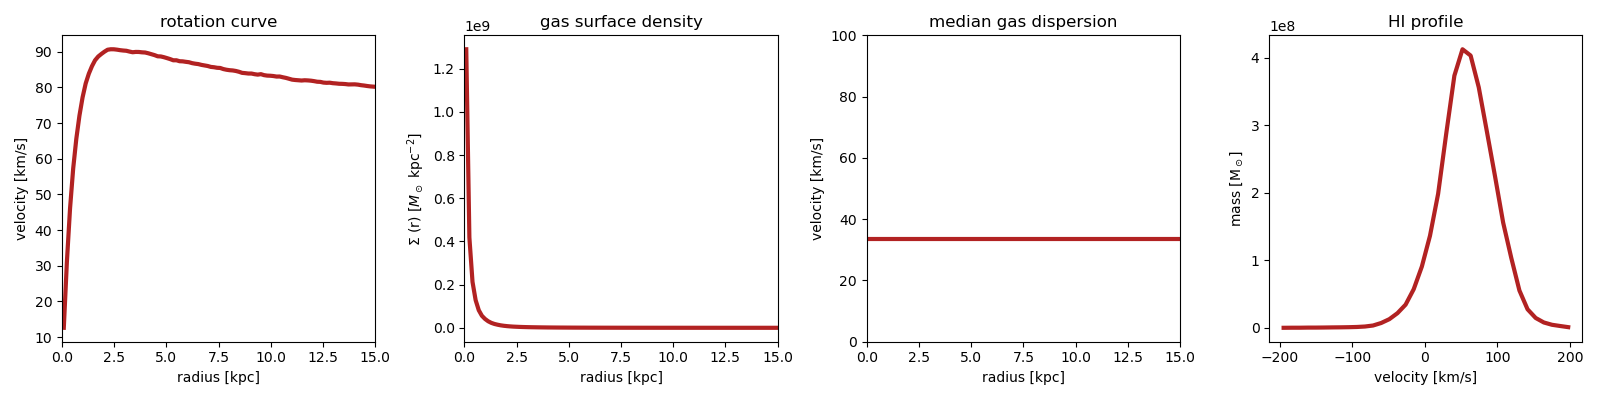 rotation curve
velocity [km/s]
90
80
70
60
50
40
30
20
10
0.0 2.5 5.0 7.5 10.0 12.5 15.0
radius [kpc]
gas surface density
1e9
Σ (r) [M⊙ kpc⁻²]
1.2
1.0
0.8
0.6
0.4
0.2
0.0
0.0 2.5 5.0 7.5 10.0 12.5 15.0
radius [kpc]
median gas dispersion
velocity [km/s]
100
80
60
40
20
0
0.0 2.5 5.0 7.5 10.0 12.5 15.0
radius [kpc]
HI profile
1e8
mass [M⊙]
4
3
2
1
0
−200 −100 0 100 200
velocity [km/s]